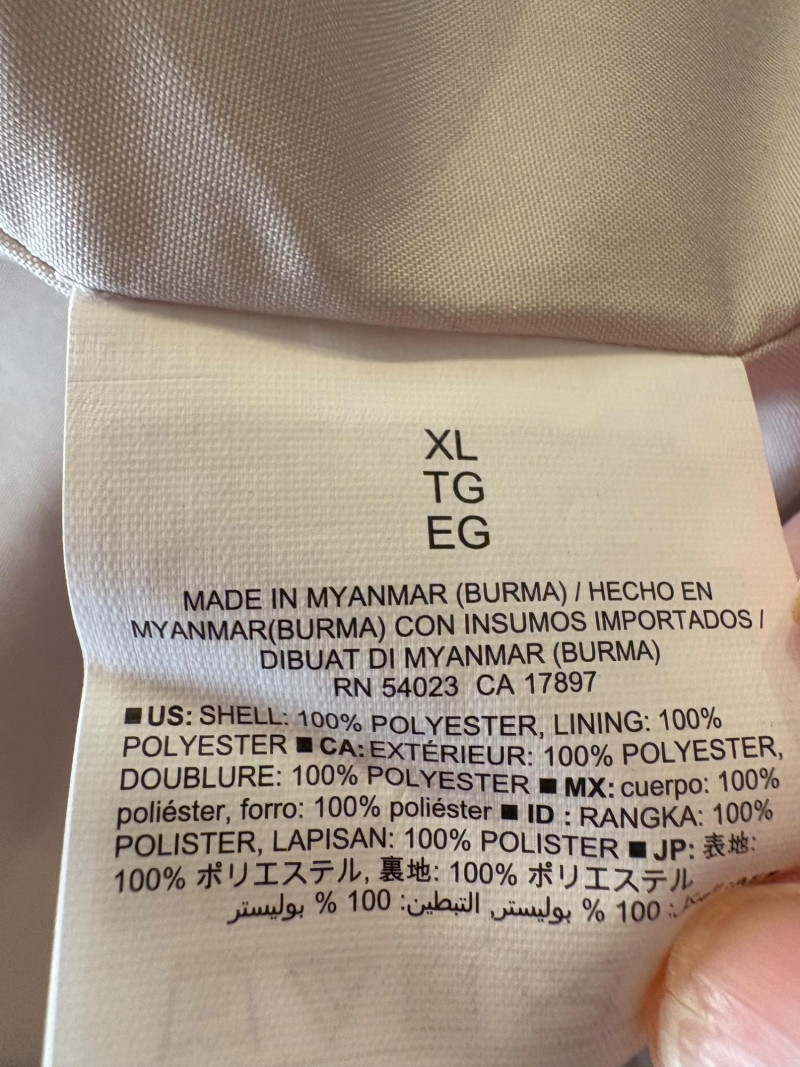 XL
TG
EG
MADE IN MYANMAR (BURMA) / HECHO EN
MYANMAR(BURMA) CON INSUMOS IMPORTADOS /
DIBUAT DI MYANMAR (BURMA)
RN 54023 CA 17897
■ US: SHELL: 100% POLYESTER, LINING: 100%
POLYESTER ■ CA: EXTÉRIEUR: 100% POLYESTER,
DOUBLURE: 100% POLYESTER ■ MX: cuerpo: 100%
poliéster, forro: 100% poliéster ■ ID : RANGKA: 100%
POLISTER, LAPISAN: 100% POLISTER ■ JP: 表地:
100% ポリエステル, 裏地: 100% ポリエステル
100 % بوليستر, التبطين: 100 % بوليستر